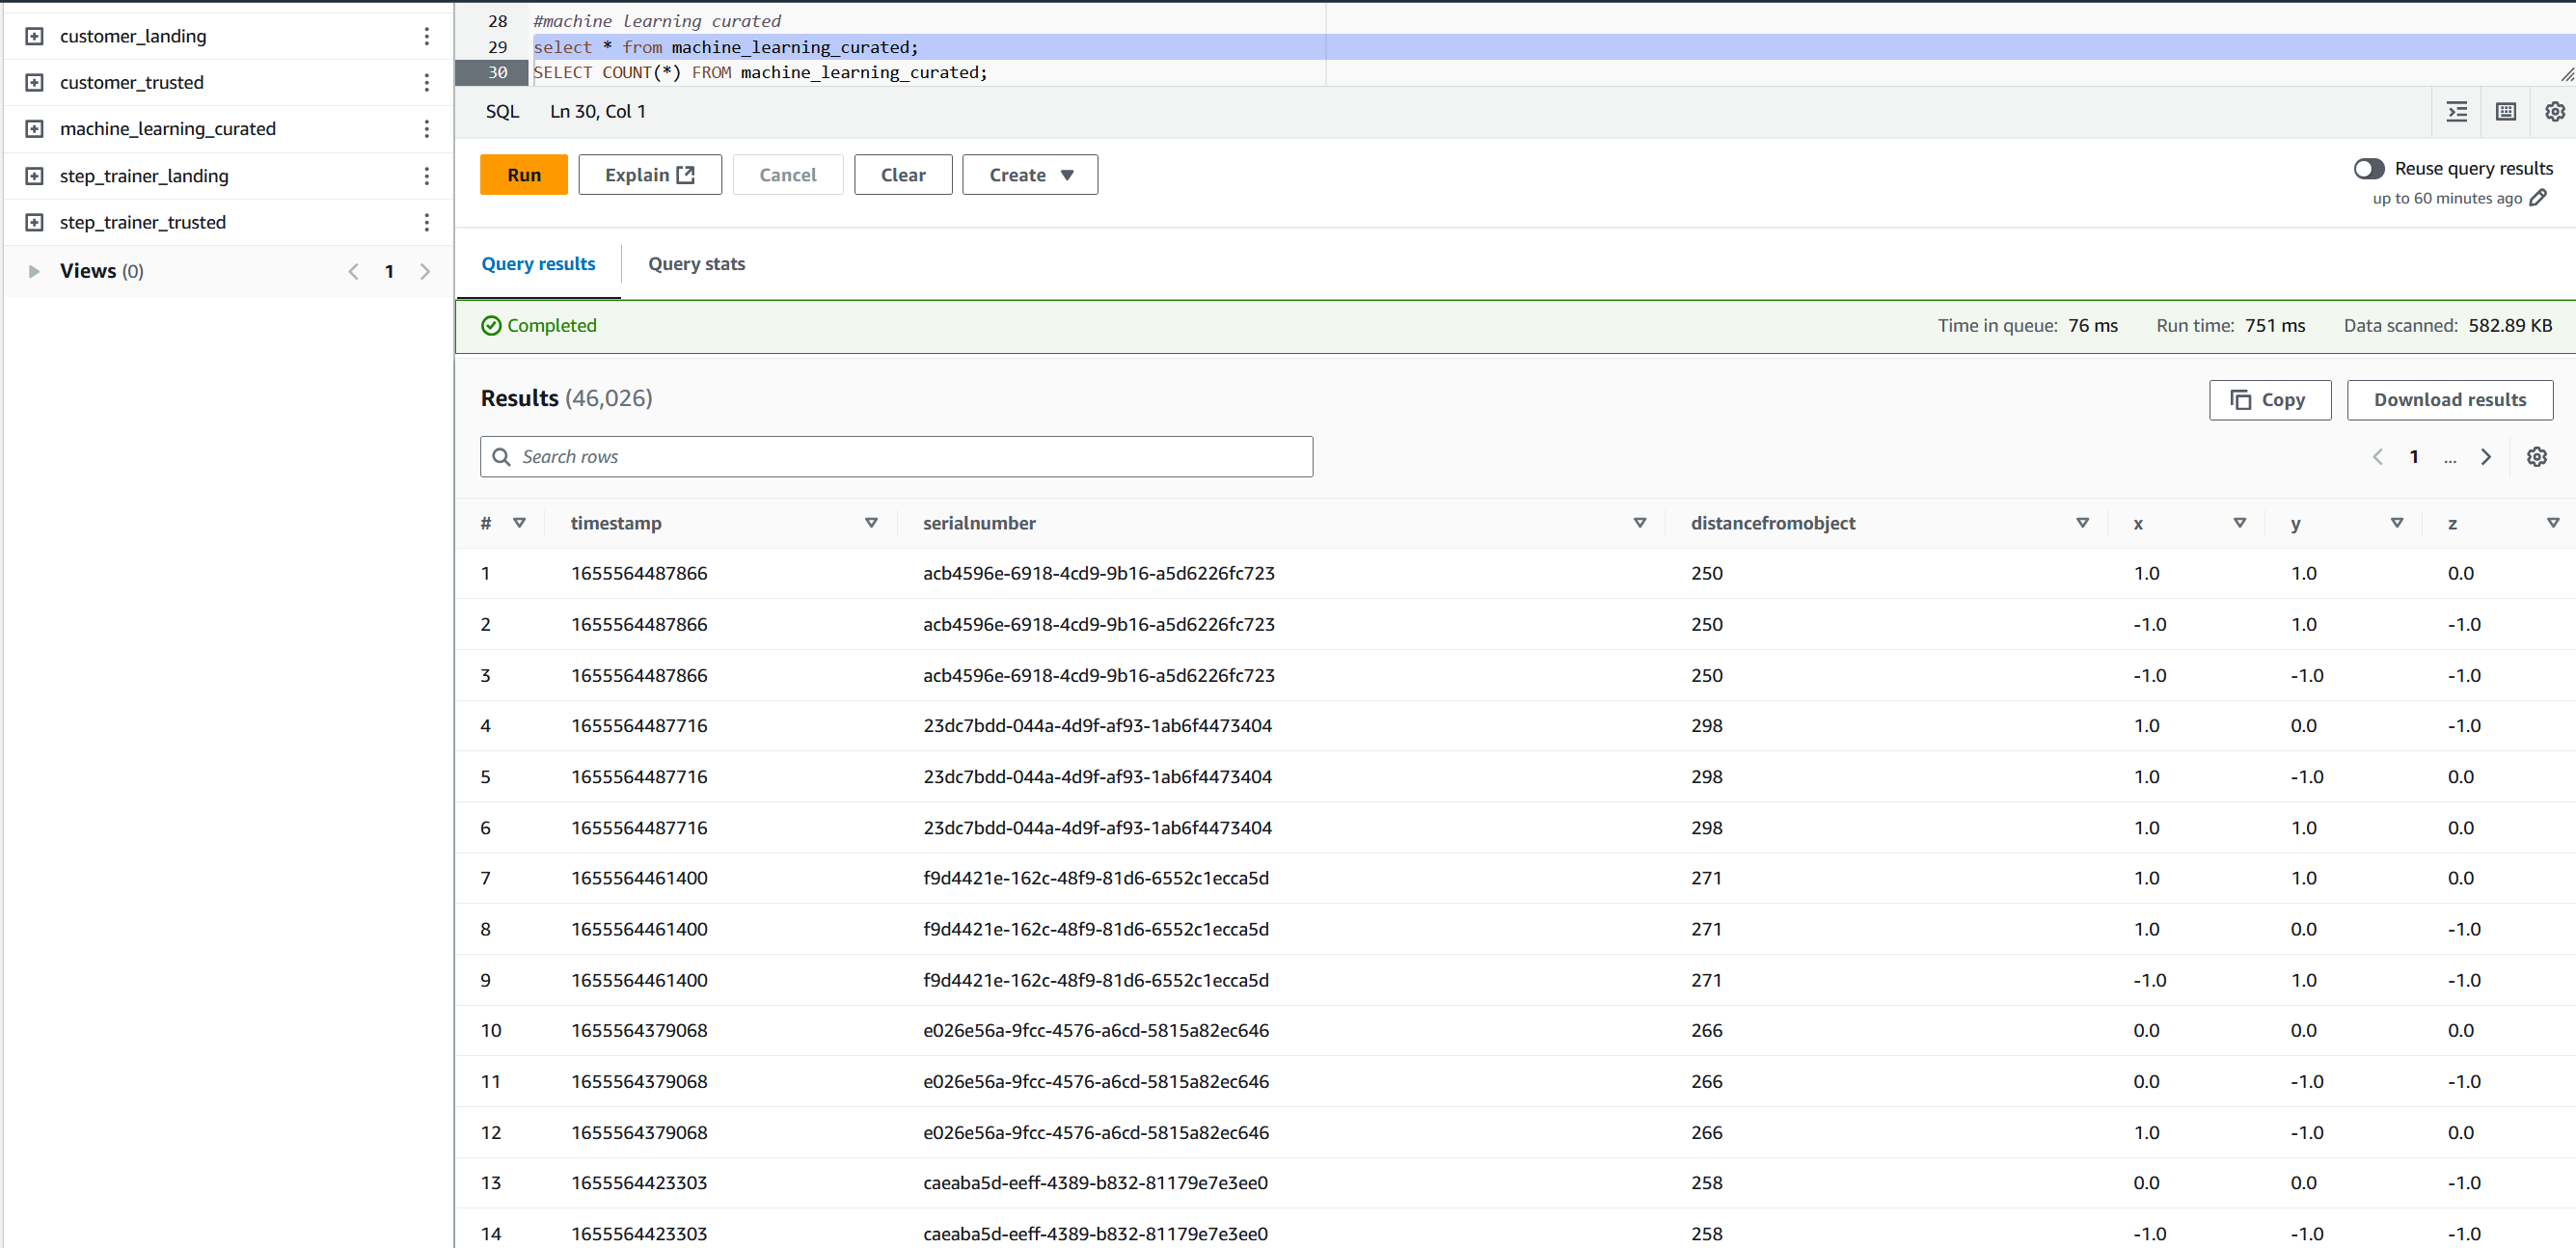 customer_landing
customer_trusted
machine_learning_curated
step_trainer_landing
step_trainer_trusted
Views (0) 1
28 #machine learning curated
29 select * from machine_learning_curated;
30 SELECT COUNT(*) FROM machine_learning_curated;
SQL Ln 30, Col 1
Run Explain Cancel Clear Create
Reuse query results
up to 60 minutes ago
Query results Query stats
Completed Time in queue: 76 ms Run time: 751 ms Data scanned: 582.89 KB
Results (46,026) Copy Download results
Search rows 1 ...
# timestamp serialnumber distancefromobject x y z
1 1655564487866 acb4596e-6918-4cd9-9b16-a5d6226fc723 250 1.0 1.0 0.0
2 1655564487866 acb4596e-6918-4cd9-9b16-a5d6226fc723 250 -1.0 1.0 -1.0
3 1655564487866 acb4596e-6918-4cd9-9b16-a5d6226fc723 250 -1.0 -1.0 -1.0
4 1655564487716 23dc7bdd-044a-4d9f-af93-1ab6f4473404 298 1.0 0.0 -1.0
5 1655564487716 23dc7bdd-044a-4d9f-af93-1ab6f4473404 298 1.0 -1.0 0.0
6 1655564487716 23dc7bdd-044a-4d9f-af93-1ab6f4473404 298 1.0 1.0 0.0
7 1655564461400 f9d4421e-162c-48f9-81d6-6552c1ecca5d 271 1.0 1.0 0.0
8 1655564461400 f9d4421e-162c-48f9-81d6-6552c1ecca5d 271 1.0 0.0 -1.0
9 1655564461400 f9d4421e-162c-48f9-81d6-6552c1ecca5d 271 -1.0 1.0 -1.0
10 1655564379068 e026e56a-9fcc-4576-a6cd-5815a82ec646 266 0.0 0.0 0.0
11 1655564379068 e026e56a-9fcc-4576-a6cd-5815a82ec646 266 0.0 -1.0 -1.0
12 1655564379068 e026e56a-9fcc-4576-a6cd-5815a82ec646 266 1.0 -1.0 0.0
13 1655564423303 caeaba5d-eeff-4389-b832-81179e7e3ee0 258 0.0 0.0 -1.0
14 1655564423303 caeaba5d-eeff-4389-b832-81179e7e3ee0 258 -1.0 -1.0 -1.0